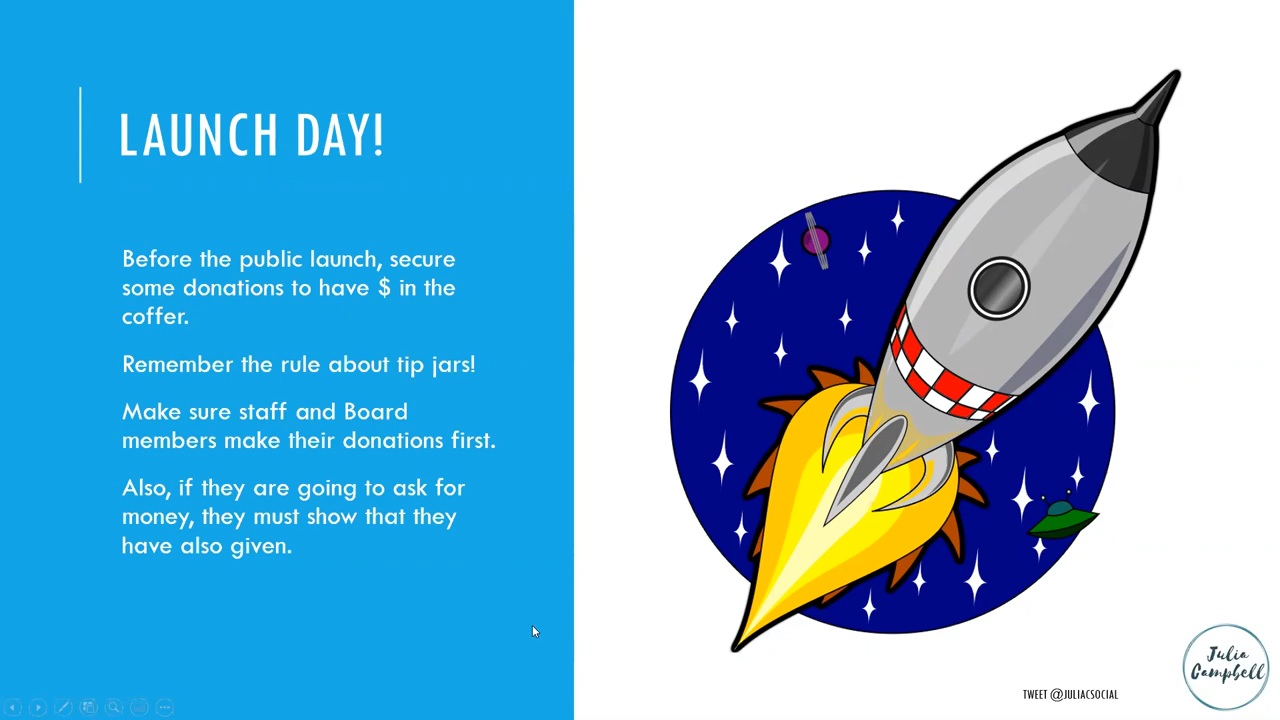 LAUNCH DAY!
Before the public launch, secure
some donations to have $ in the
coffer.
Remember the rule about tip jars!
Make sure staff and Board
members make their donations first.
Also, if they are going to ask for
money, they must show that they
have also given.
TWEET @JULIACSOCIAL
Julia
Campbell